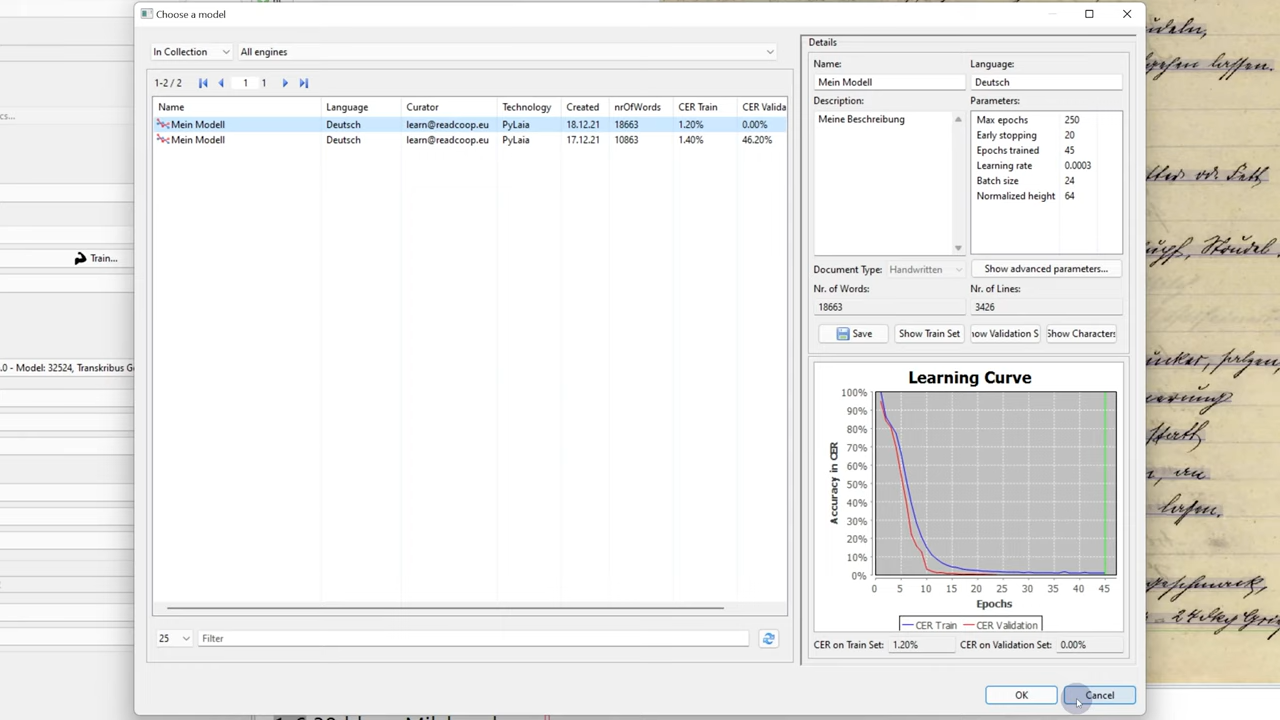 Choose a model
In Collection
All engines
1-2 / 2
1
1
Name Language Curator Technology Created nrOfWords CER Train CER Valida
Mein Modell Deutsch learn@readcoop.eu PyLaia 18.12.21 18663 1.20% 0.00%
Mein Modell Deutsch learn@readcoop.eu PyLaia 17.12.21 10863 1.40% 46.20%
25
Filter
Details
Name: Language:
Mein Modell Deutsch
Description: Parameters:
Meine Beschreibung
Max epochs 250
Early stopping 20
Epochs trained 45
Learning rate 0.0003
Batch size 24
Normalized height 64
Document Type: Handwritten
Show advanced parameters...
Nr. of Words: Nr. of Lines:
18663 3426
Save Show Train Set how Validation S Show Characters
Learning Curve
Accuracy in CER
100%
90%
80%
70%
60%
50%
40%
30%
20%
10%
0%
0 5 10 15 20 25 30 35 40 45
Epochs
CER Train CER Validation
CER on Train Set: 1.20% CER on Validation Set: 0.00%
OK Cancel
cs...
Train...
.0 - Model: 32524, Transkribus G